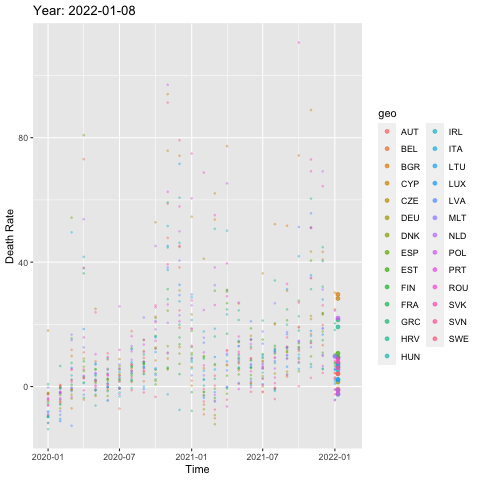 Year: 2022-01-08
Death Rate
80
40
0
2020-01 2020-07 2021-01 2021-07 2022-01
Time
geo
AUT IRL
BEL ITA
BGR LTU
CYP LUX
CZE LVA
DEU MLT
DNK NLD
ESP POL
EST PRT
FIN ROU
FRA SVK
GRC SVN
HRV SWE
HUN